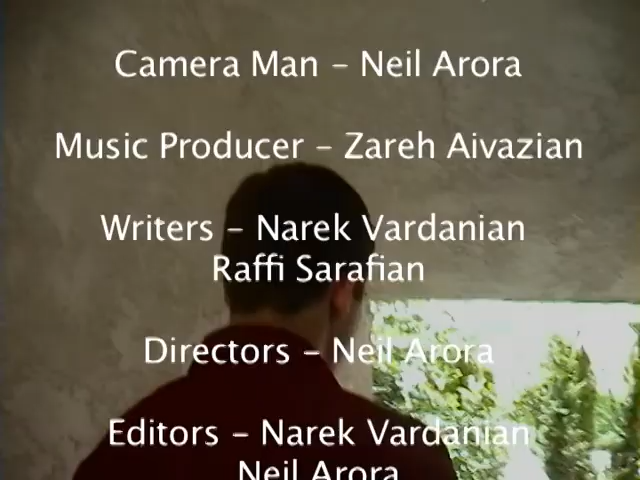 Camera Man – Neil Arora
Music Producer – Zareh Aivazian
Writers – Narek Vardanian
Raffi Sarafian
Directors – Neil Arora
Editors – Narek Vardanian
Neil Arora